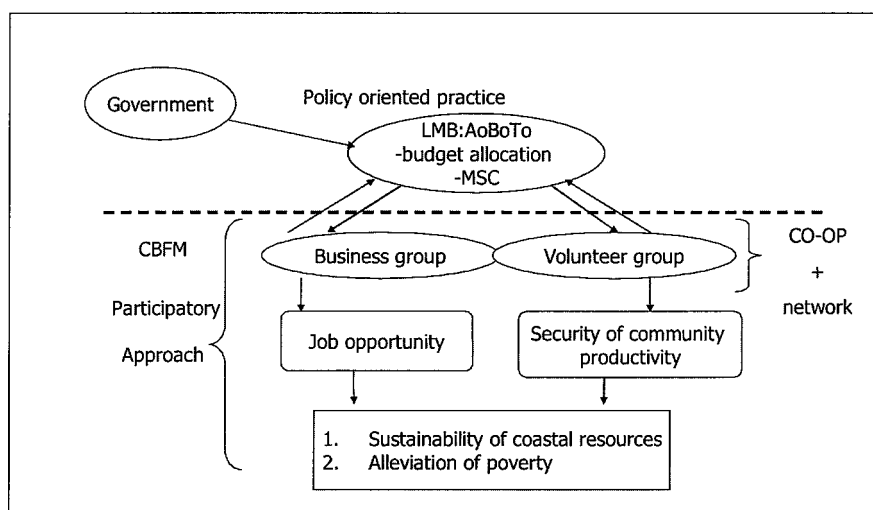 Government
Policy oriented practice
LMB:AoBoTo
-budget allocation
-MSC
CBFM
Participatory
Approach
Business group
Volunteer group
CO-OP
+
network
Job opportunity
Security of community
productivity
1. Sustainability of coastal resources
2. Alleviation of poverty